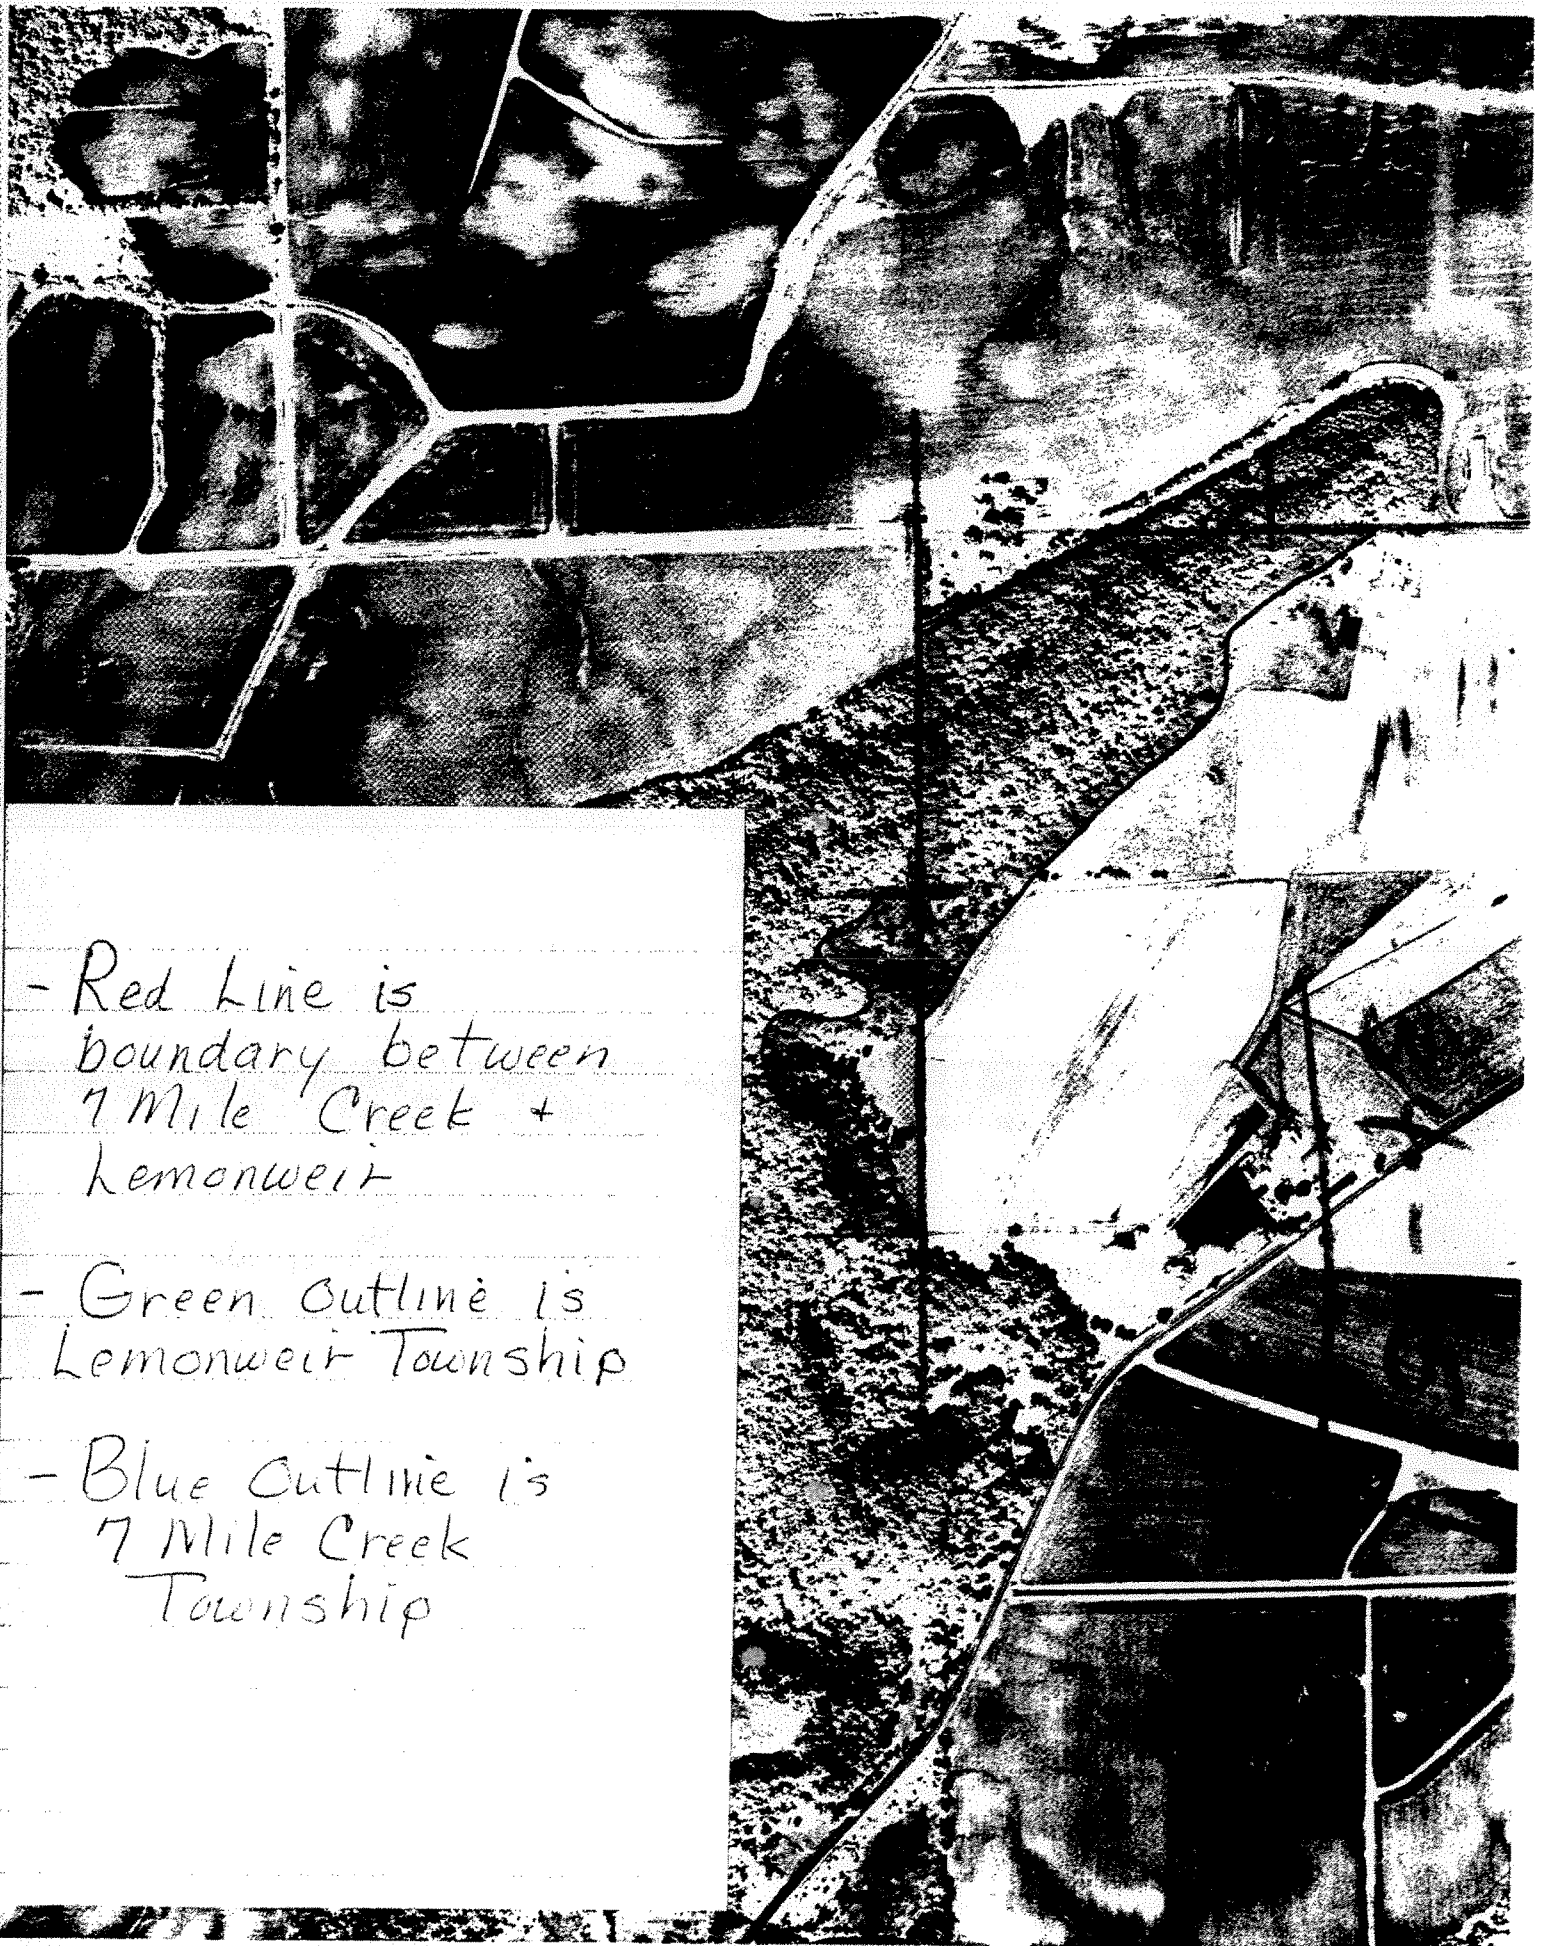 - Red Line is
boundary between
7 Mile Creek +
Lemonweir
- Green Outline is
Lemonweir Township
- Blue Outline is
7 Mile Creek
Township